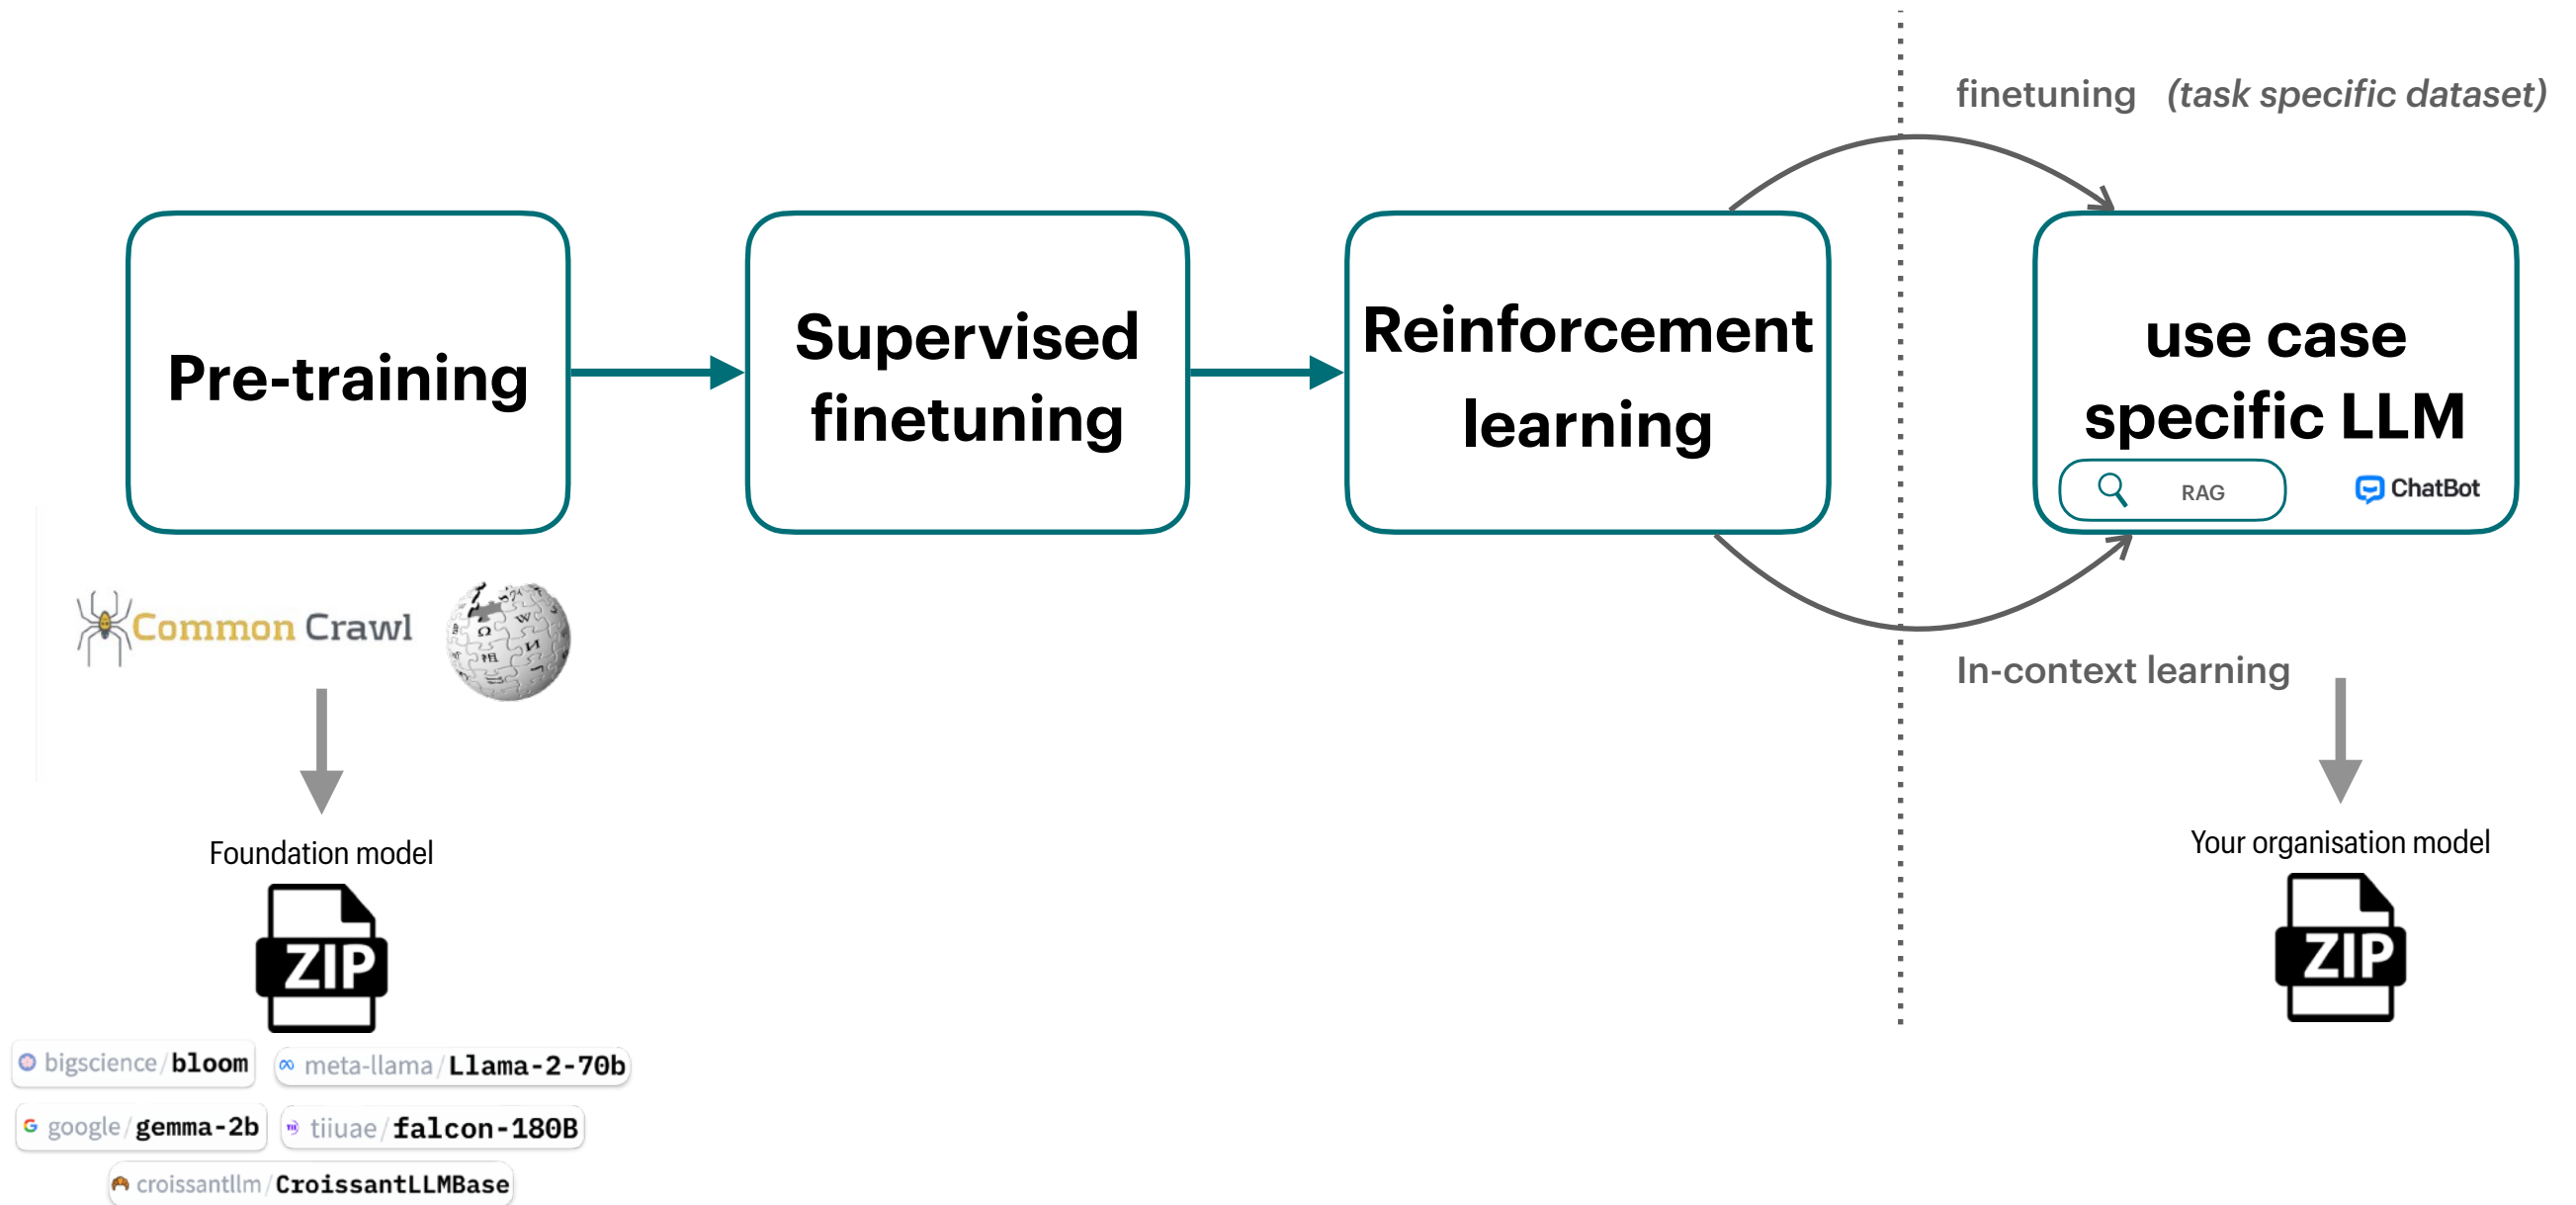 finetuning (task specific dataset)
Pre-training
Supervised
finetuning
Reinforcement
learning
use case
specific LLM
RAG
ChatBot
Common Crawl
In-context learning
Foundation model
ZIP
bigscience/bloom
meta-llama/Llama-2-70b
google/gemma-2b
tiiuae/falcon-180B
croissantllm/CroissantLLMBase
Your organisation model
ZIP